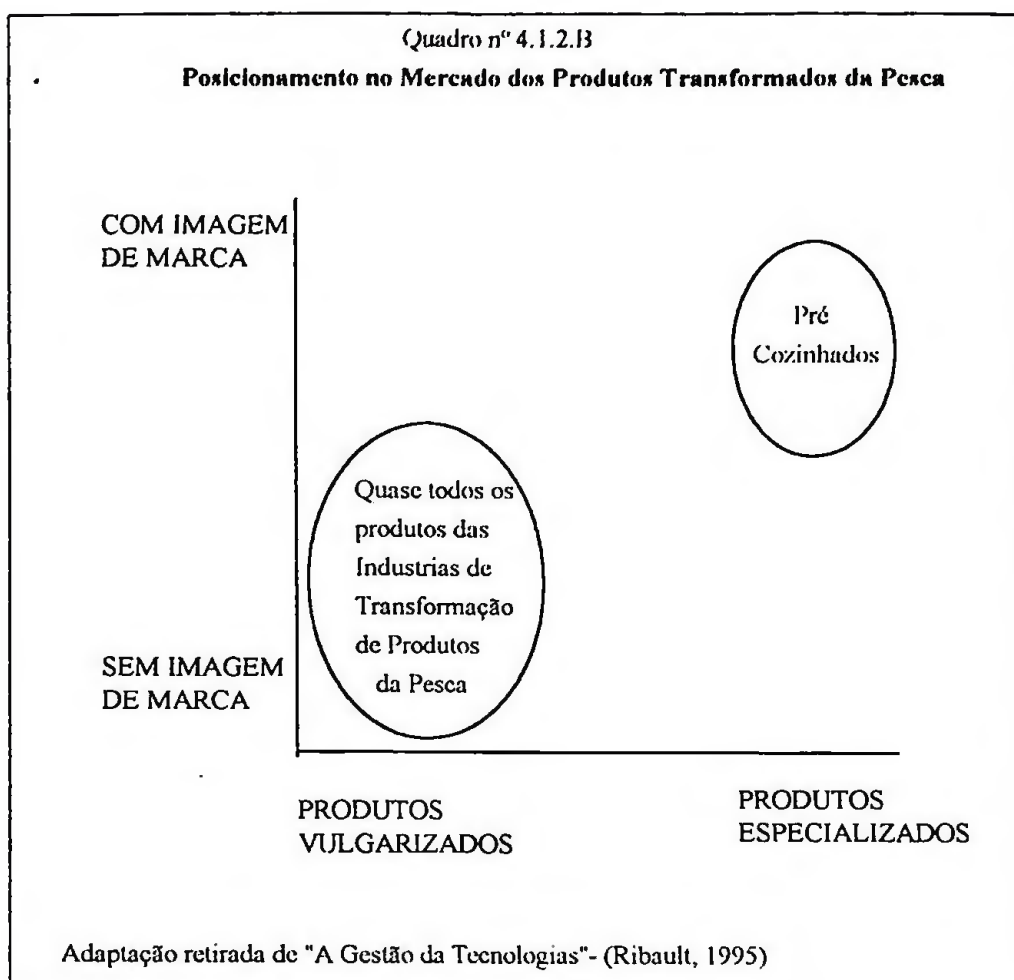 Quadro nº 4.1.2.B
Posicionamento no Mercado dos Produtos Transformados da Pesca
COM IMAGEM
DE MARCA
Pré
Cozinhados
Quase todos os
produtos das
Industrias de
Transformação
de Produtos
da Pesca
SEM IMAGEM
DE MARCA
PRODUTOS
VULGARIZADOS
PRODUTOS
ESPECIALIZADOS
Adaptação retirada de "A Gestão da Tecnologias"- (Ribault, 1995)